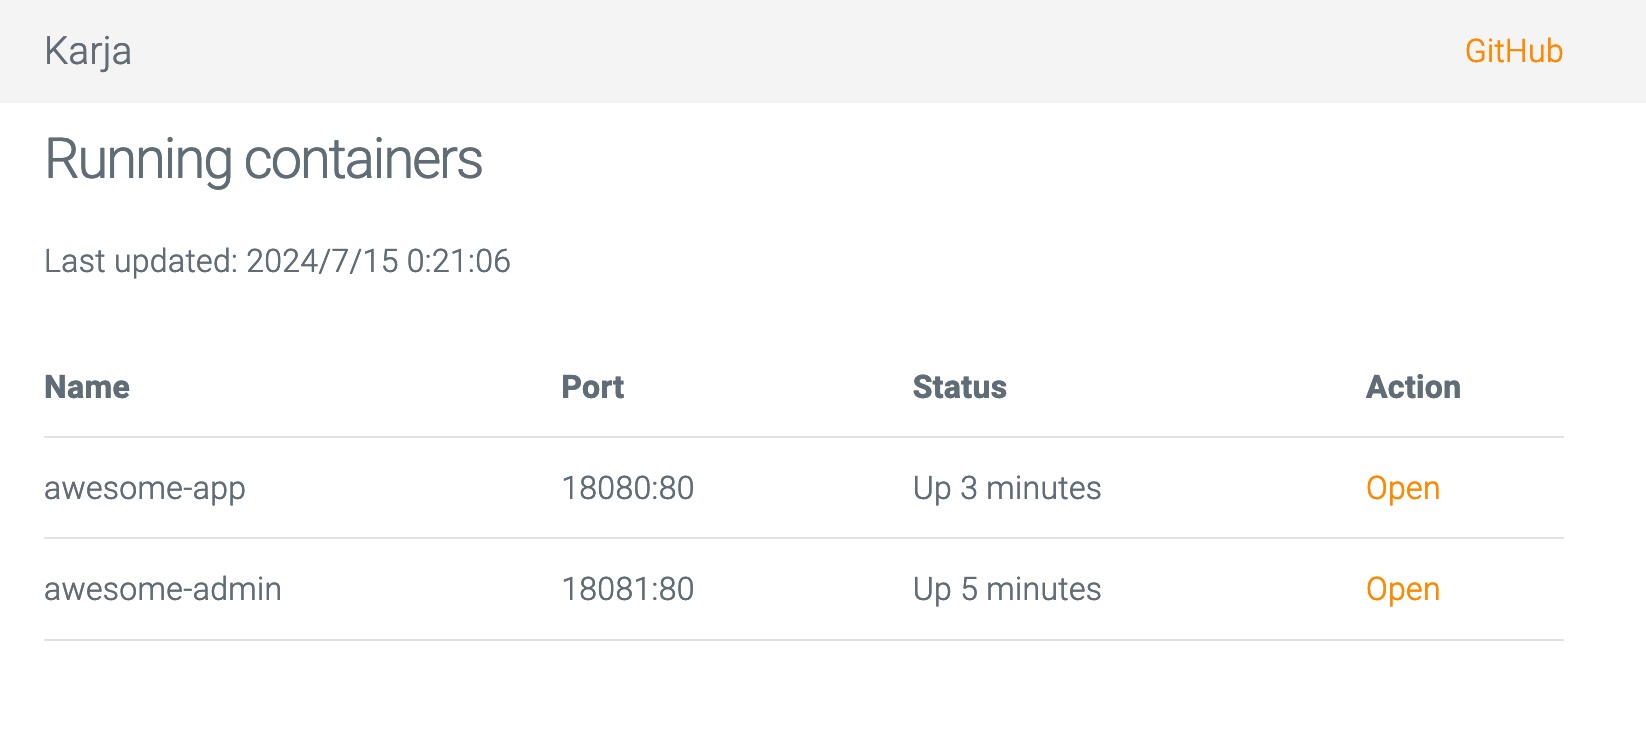 Karja GitHub
Running containers
Last updated: 2024/7/15 0:21:06
Name Port Status Action
awesome-app 18080:80 Up 3 minutes Open
awesome-admin 18081:80 Up 5 minutes Open